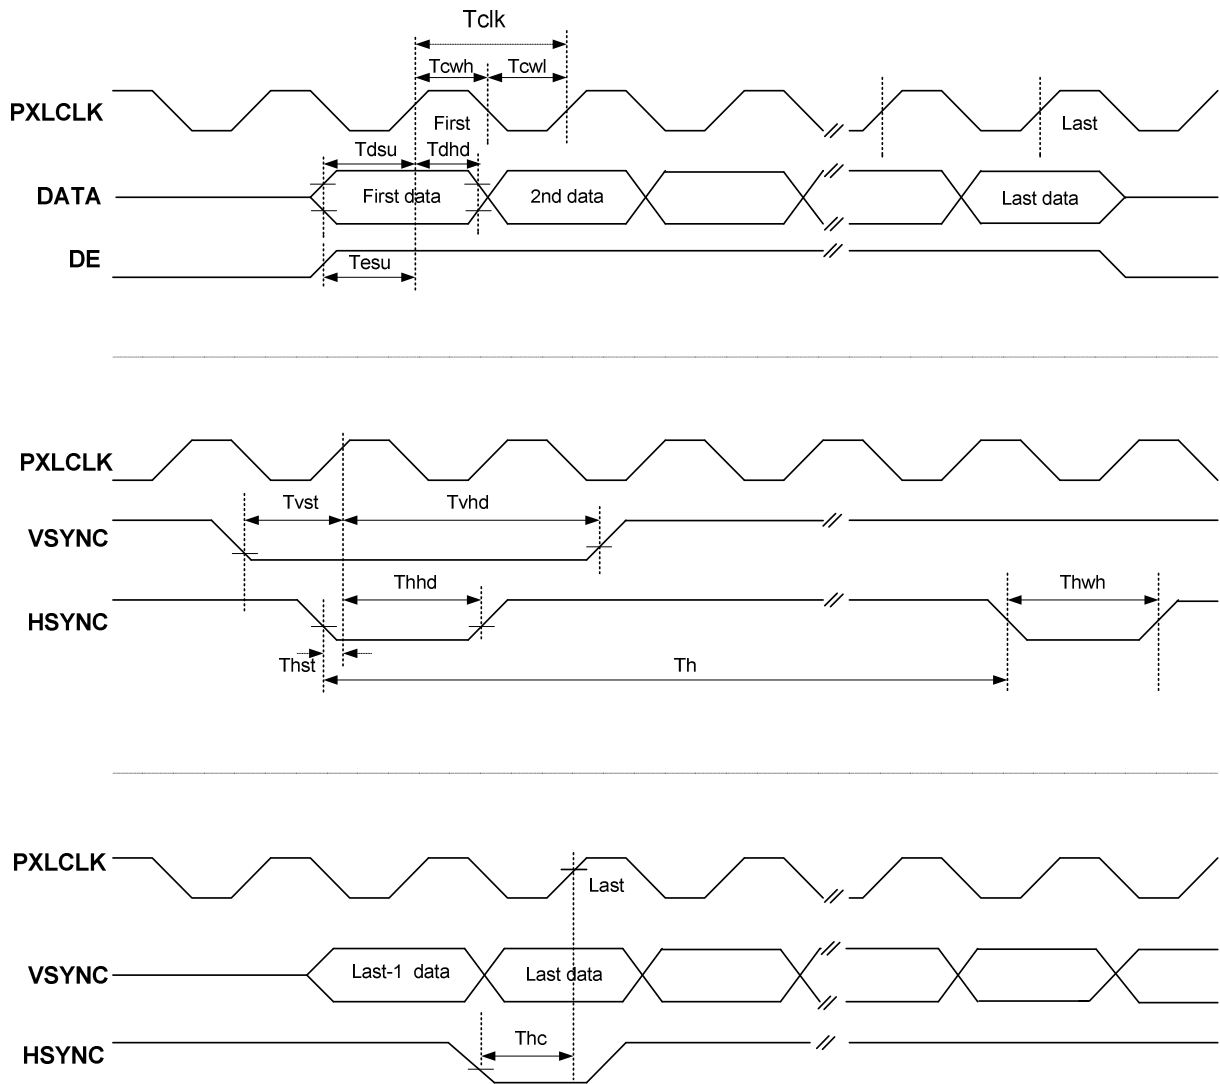 Tclk
Tcwh Tcwl
PXLCLK
First Last
Tdsu Tdhd
DATA First data 2nd data Last data
DE
Tesu
PXLCLK
Tvst Tvhd
VSYNC
Thhd Thwh
HSYNC
Thst Th
PXLCLK
Last
VSYNC Last-1 data Last data
Thc
HSYNC